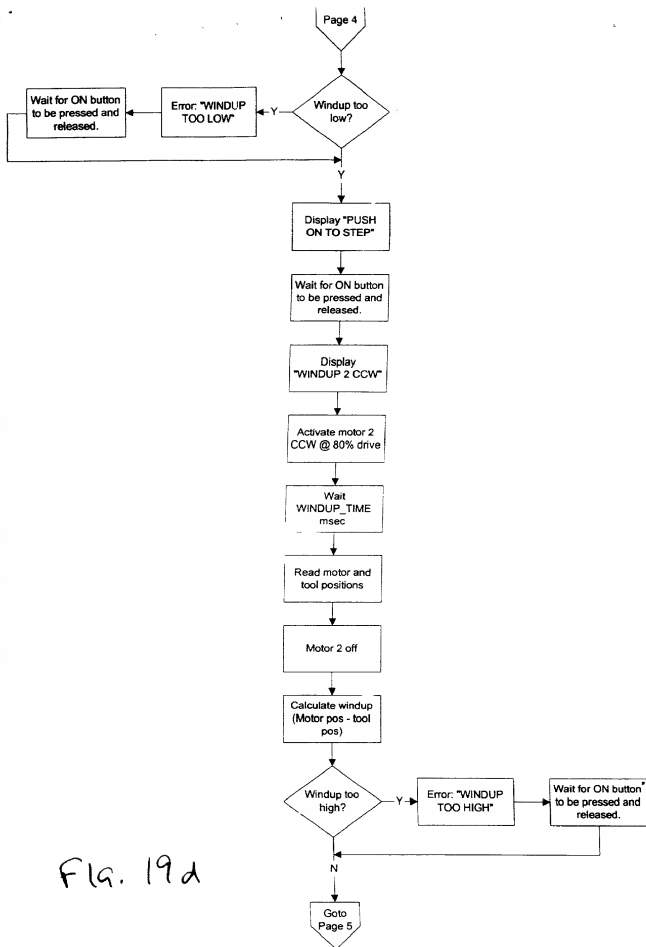 Page 4
Windup too
low?
Y
Error: "WINDUP
TOO LOW"
Wait for ON button
to be pressed and
released.
Y
Display "PUSH
ON TO STEP"
Wait for ON button
to be pressed and
released.
Display
"WINDUP 2 CCW"
Activate motor 2
CCW @ 80% drive
Wait
WINDUP_TIME
msec
Read motor and
tool positions
Motor 2 off
Calculate windup
(Motor pos - tool
pos)
Windup too
high?
Y
Error: "WINDUP
TOO HIGH"
Wait for ON button
to be pressed and
released.
N
Goto
Page 5
FIG. 19d